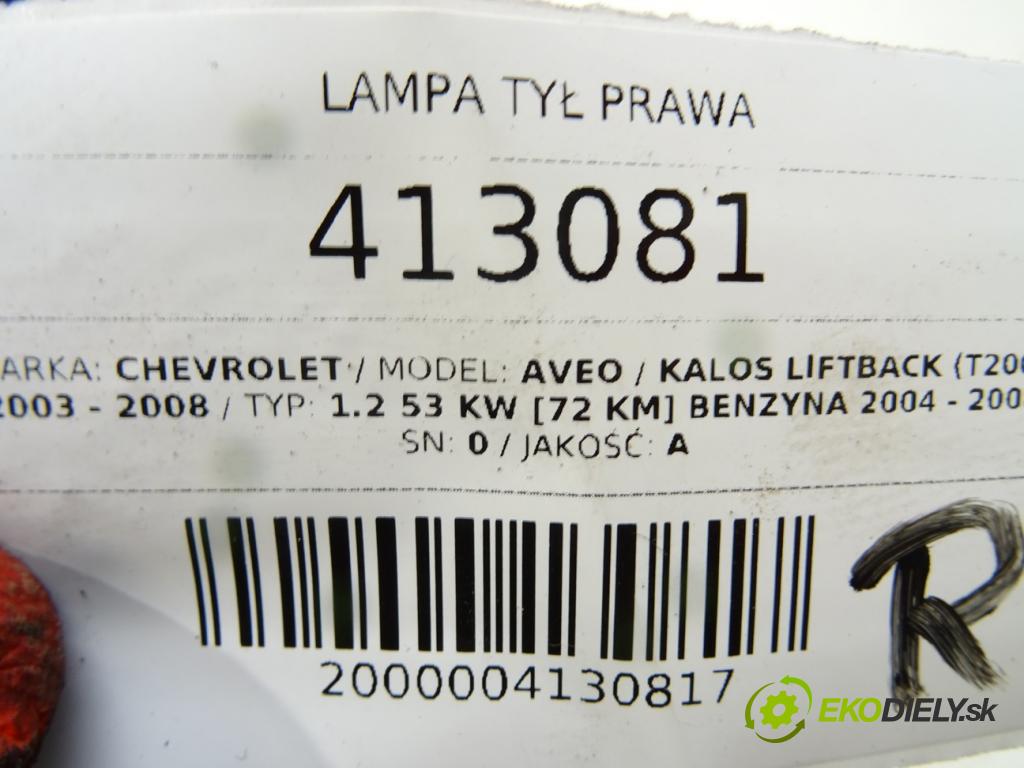 LAMPA TYŁ PRAWA
413081
ARKA: CHEVROLET / MODEL: AVEO / KALOS LIFTBACK (T200
2003 - 2008 / TYP: 1.2 53 KW [72 KM] BENZYNA 2004 - 200
SN: 0 / JAKOŚĆ: A
R
2000004130817
EKODIELY.sk